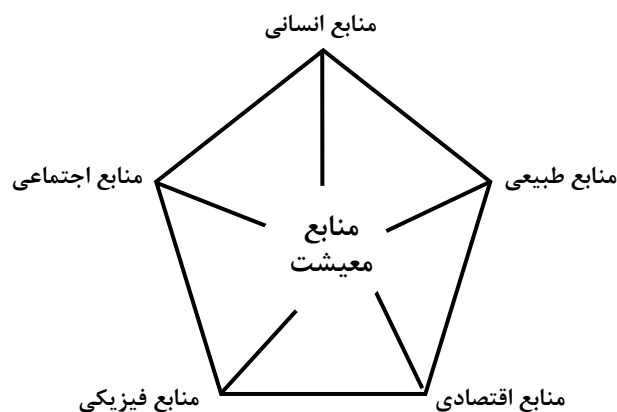 منابع انسانی
منابع طبیعی
منابع اجتماعی
منابع
معیشت
منابع اقتصادی
منابع فیزیکی